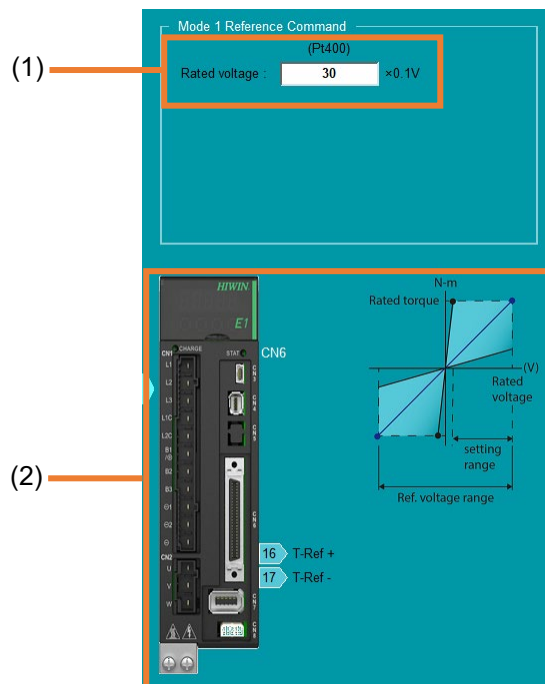 Mode 1 Reference Command
(Pt400)
(1)
Rated voltage : 30 ×0.1V
HIWIN
E1
CHARGE
STAT
CN1
CN6
L1
L2
L3
L1C
L2C
B1
/⊕
B2
B3
⊖1
⊖2
⊖
CN2
U
V
W
CN3
CN4
CN5
CN6
CN7
CN8
(2)
16 T-Ref +
17 T-Ref -
N-m
Rated torque
(V)
Rated
voltage
setting
range
Ref. voltage range